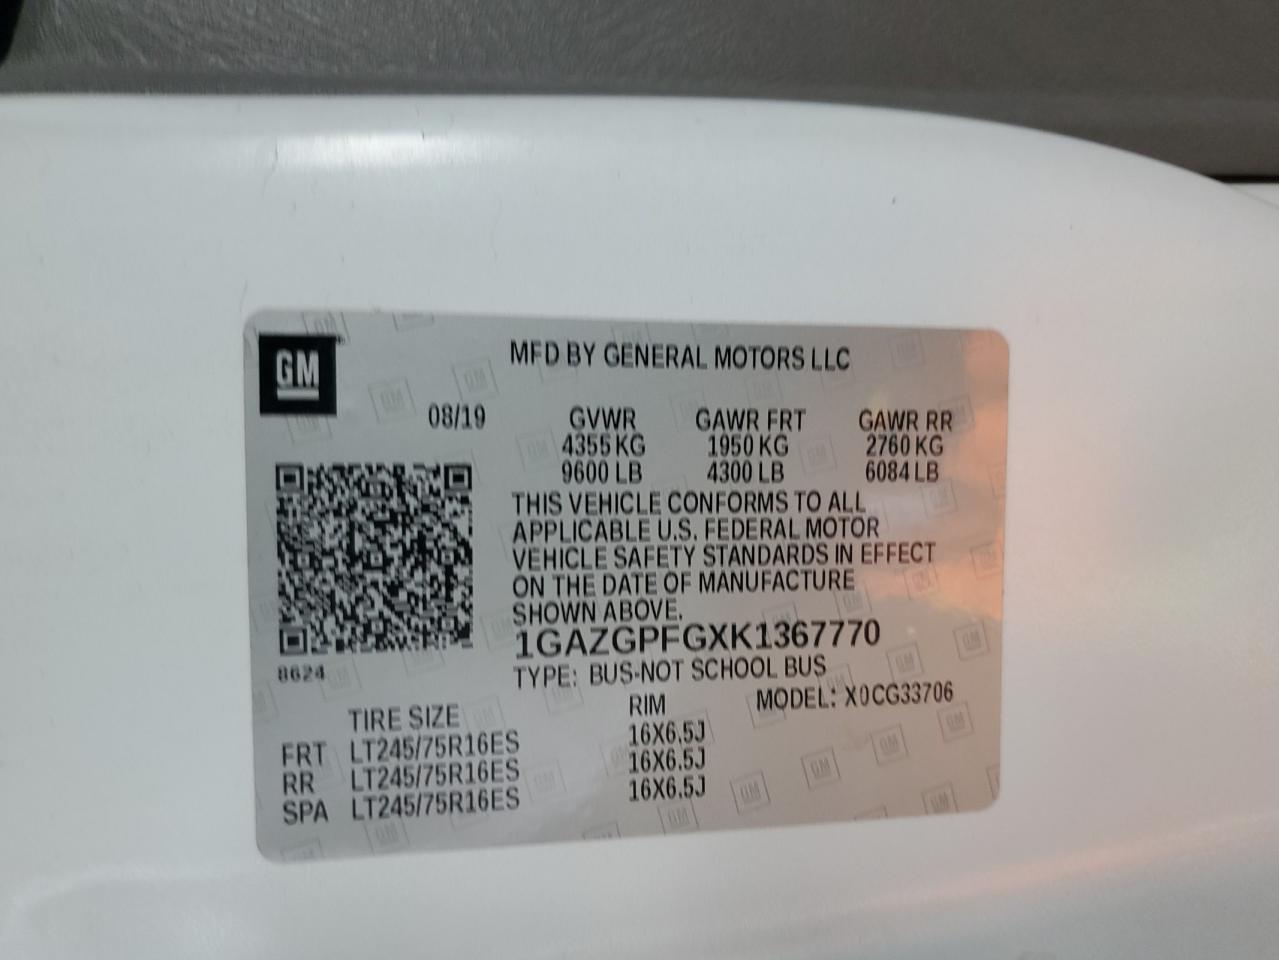 GM
MFD BY GENERAL MOTORS LLC
08/19 GVWR GAWR FRT GAWR RR
4355 KG 1950 KG 2760 KG
9600 LB 4300 LB 6084 LB
THIS VEHICLE CONFORMS TO ALL
APPLICABLE U.S. FEDERAL MOTOR
VEHICLE SAFETY STANDARDS IN EFFECT
ON THE DATE OF MANUFACTURE
SHOWN ABOVE.
1GAZGPFGXK1367770
8624
TYPE: BUS-NOT SCHOOL BUS
MODEL: X0CG33706
TIRE SIZE RIM
FRT LT245/75R16ES 16X6.5J
RR LT245/75R16ES 16X6.5J
SPA LT245/75R16ES 16X6.5J